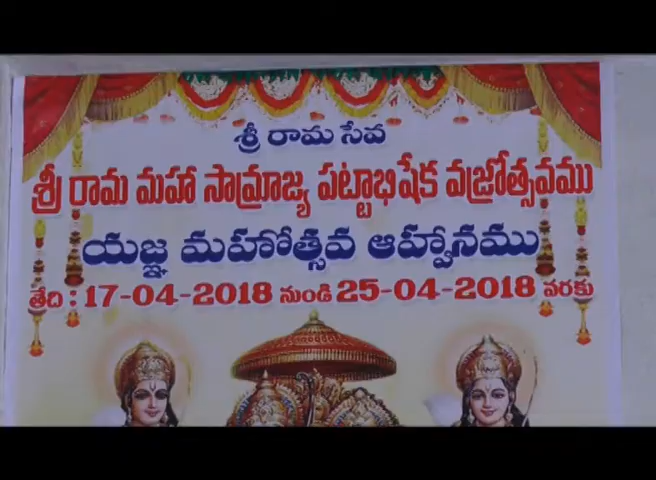 శ్రీ రామ సేవ
శ్రీ రామ మహా సామ్రాజ్య పట్టాభిషేక వజ్రోత్సవము
యజ్ఞ మహోత్సవ ఆహ్వానము
తేది : 17-04-2018 నుండి 25-04-2018 వరకు